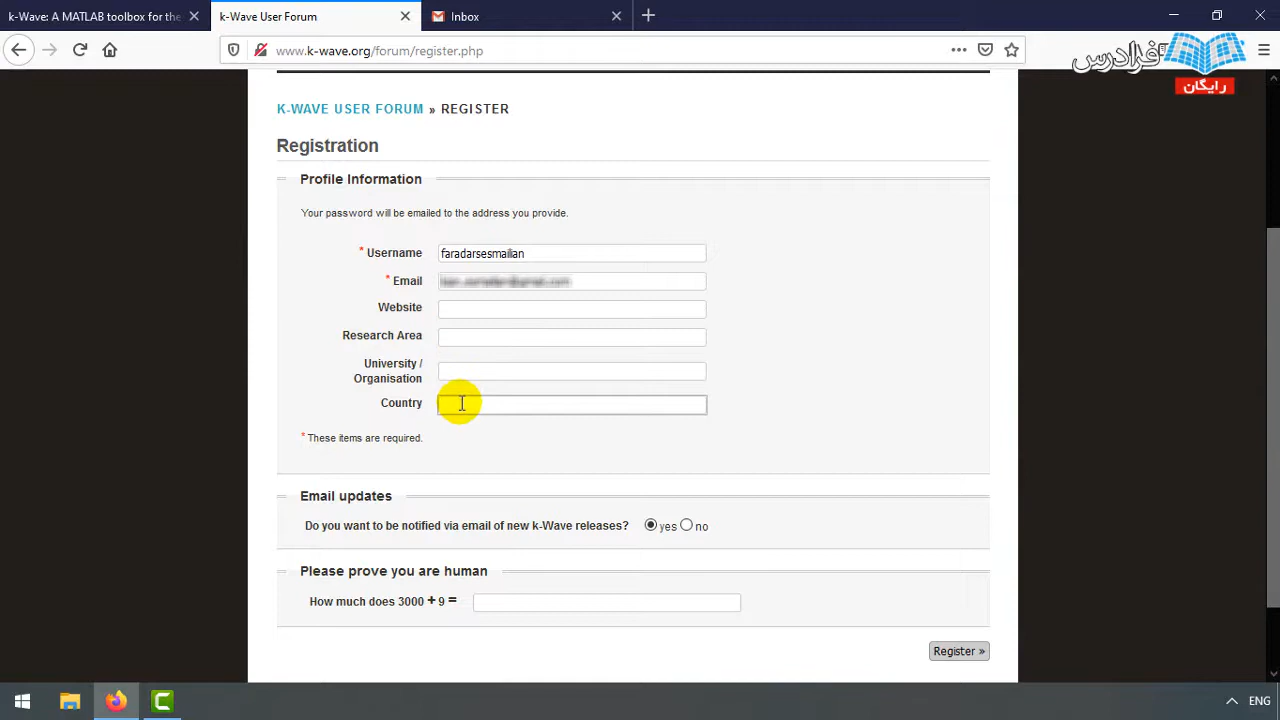 k-Wave: A MATLAB toolbox for the
k-Wave User Forum
Inbox
www.k-wave.org/forum/register.php
فرادرس
رایگان
K-WAVE USER FORUM » REGISTER
Registration
Profile Information
Your password will be emailed to the address you provide.
* Username
faradarsesmailian
* Email
Website
Research Area
University /
Organisation
Country
* These items are required.
Email updates
Do you want to be notified via email of new k-Wave releases? yes no
Please prove you are human
How much does 3000 + 9 =
Register »
ENG